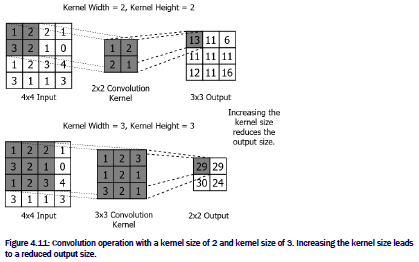 Kernel Width = 2, Kernel Height = 2
1 2 2 1
3 2 1 0
1 2 3 4
3 1 1 3
4x4 Input
1 2
2 1
2x2 Convolution
Kernel
13 11 6
11 11 11
12 11 16
3x3 Output
Increasing the
kernel size
reduces the
output size.
Kernel Width = 3, Kernel Height = 3
1 2 2 1
3 2 1 0
1 2 3 4
3 1 1 3
4x4 Input
1 2 3
1 2 1
3 2 1
3x3 Convolution
Kernel
29 29
30 24
2x2 Output
Figure 4.11: Convolution operation with a kernel size of 2 and kernel size of 3. Increasing the kernel size leads
to a reduced output size.